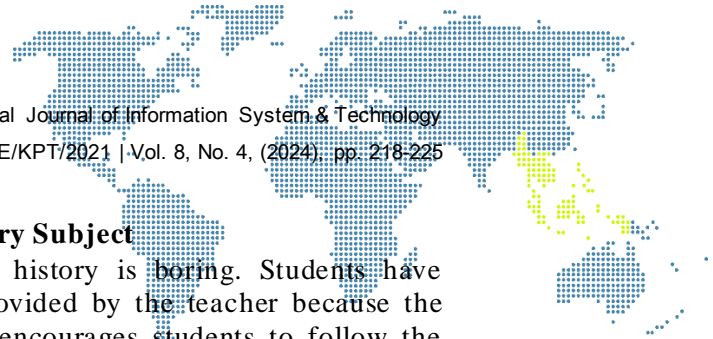 al Journal of Information System & Technology
E/KPT/2021 | Vol. 8, No. 4, (2024), pp. 218-225
ry Subject
history is boring. Students have
ovided by the teacher because the
encourages students to follow the